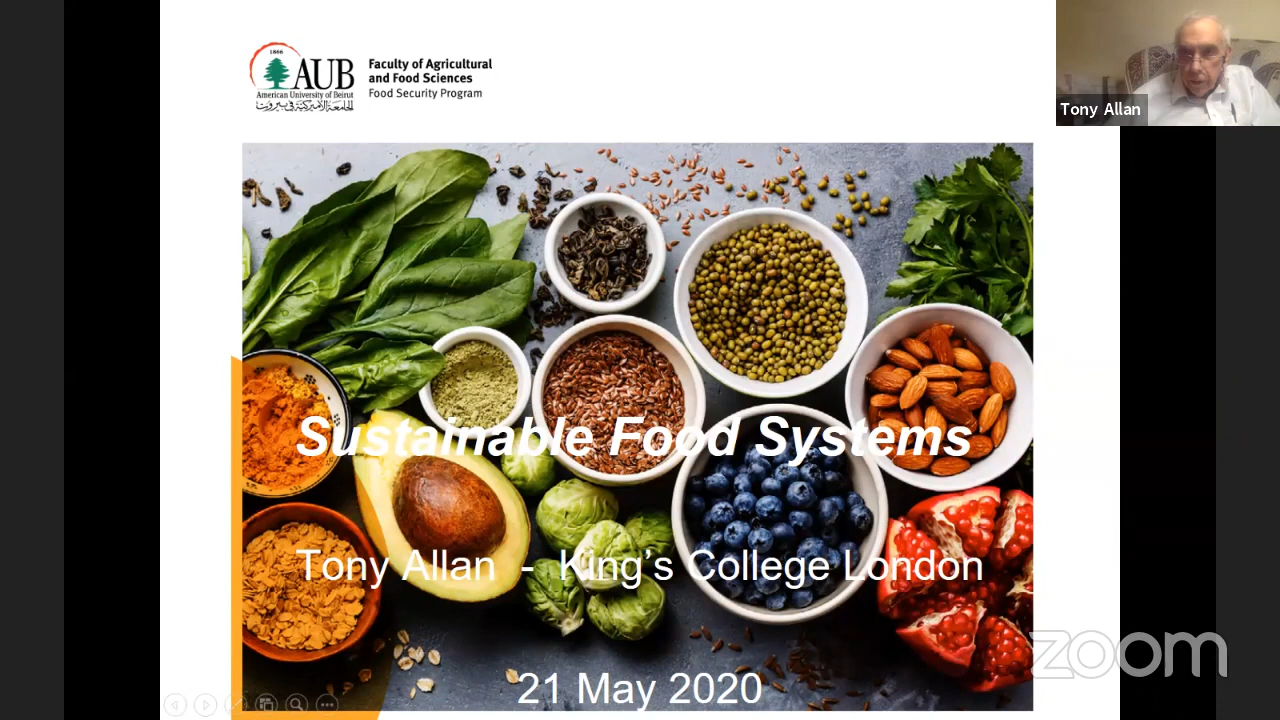 1866
AUB
American University of Beirut
الجامعة الأميركية في بيروت
Faculty of Agricultural
and Food Sciences
Food Security Program
Tony Allan
Sustainable Food Systems
Tony Allan - King’s College London
21 May 2020
zoom